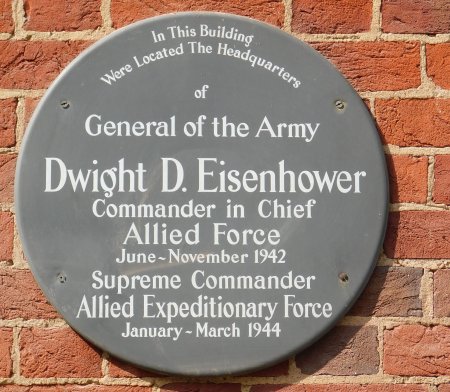 In This Building
Were Located The Headquarters
of
General of the Army
Dwight D. Eisenhower
Commander in Chief
Allied Force
June~November 1942
Supreme Commander
Allied Expeditionary Force
January~March 1944